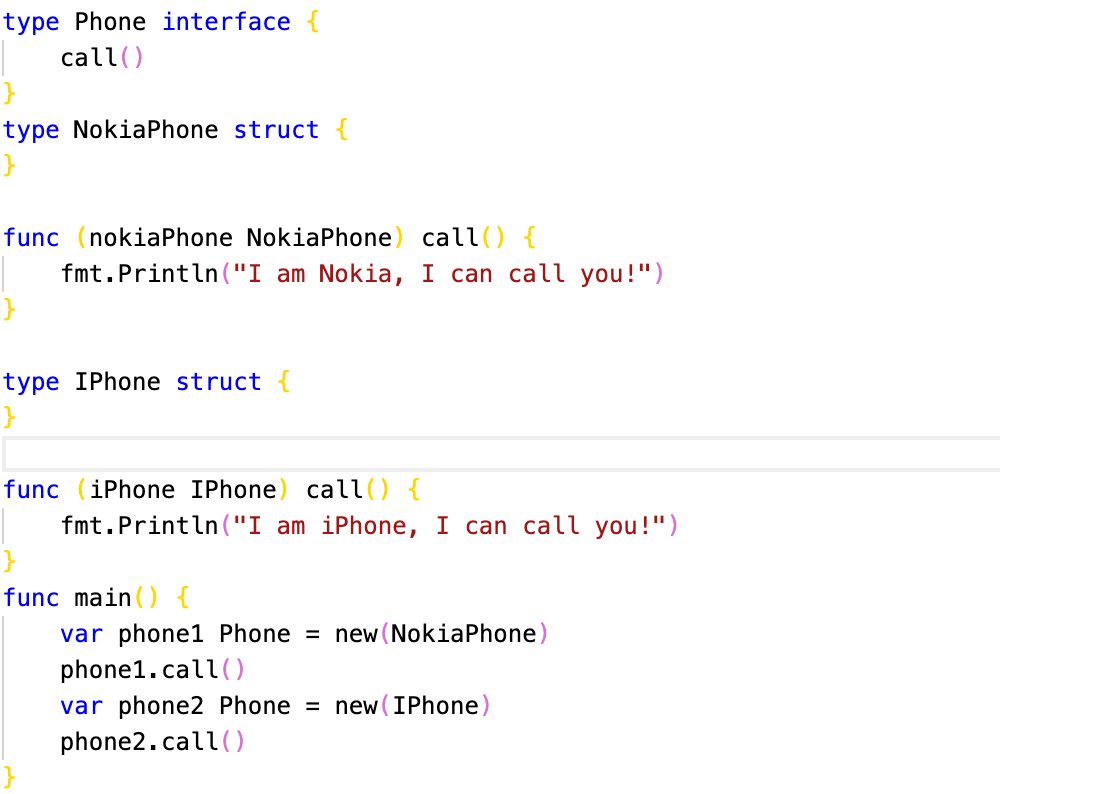 type Phone interface {
    call()
}
type NokiaPhone struct {
}

func (nokiaPhone NokiaPhone) call() {
    fmt.Println("I am Nokia, I can call you!")
}

type IPhone struct {
}

func (iPhone IPhone) call() {
    fmt.Println("I am iPhone, I can call you!")
}
func main() {
    var phone1 Phone = new(NokiaPhone)
    phone1.call()
    var phone2 Phone = new(IPhone)
    phone2.call()
}